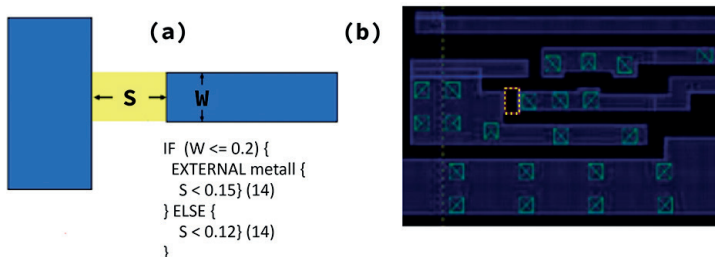 (a)
S
W
IF (W <= 0.2) {
EXTERNAL metall {
S < 0.15} (14)
} ELSE {
S < 0.12} (14)
}
(b)